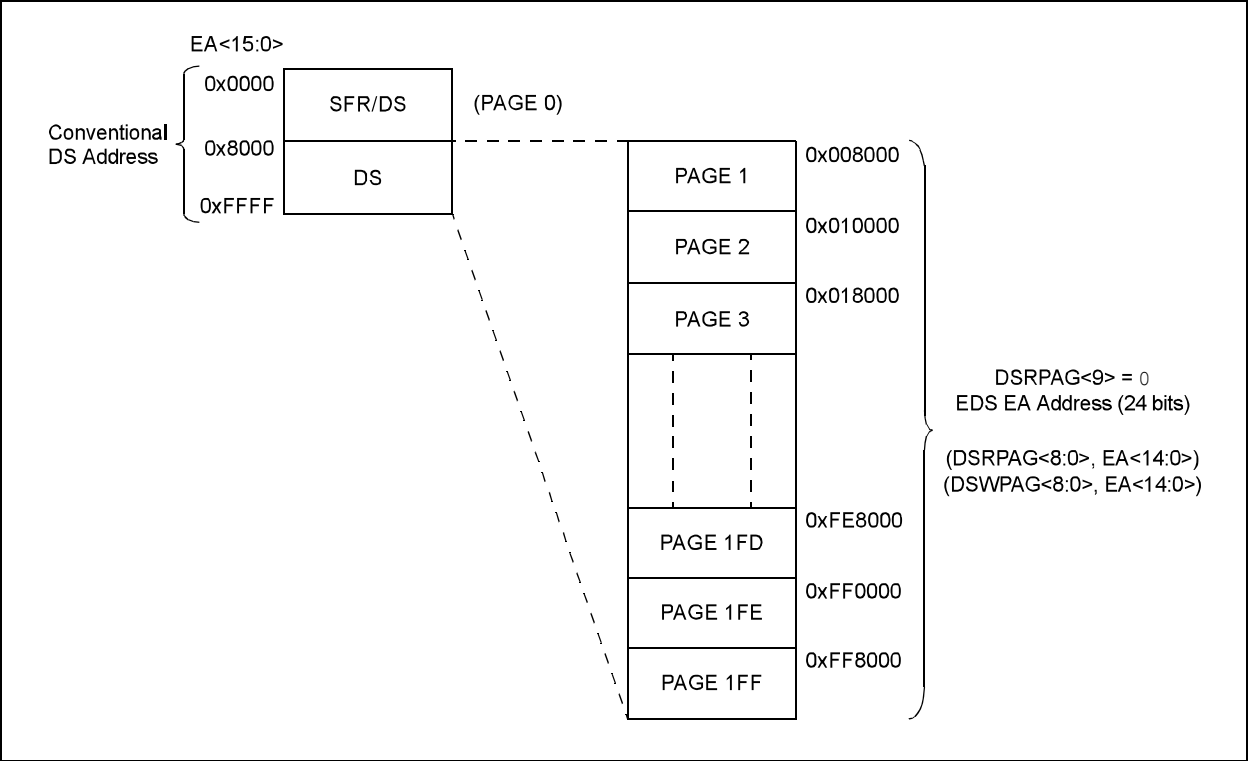 EA<15:0>
0x0000
SFR/DS
(PAGE 0)
Conventional
DS Address
0x8000
DS
0xFFFF
PAGE 1
0x008000
PAGE 2
0x010000
PAGE 3
0x018000
DSRPAG<9> = 0
EDS EA Address (24 bits)
(DSRPAG<8:0>, EA<14:0>)
(DSWPAG<8:0>, EA<14:0>)
PAGE 1FD
0xFE8000
PAGE 1FE
0xFF0000
PAGE 1FF
0xFF8000